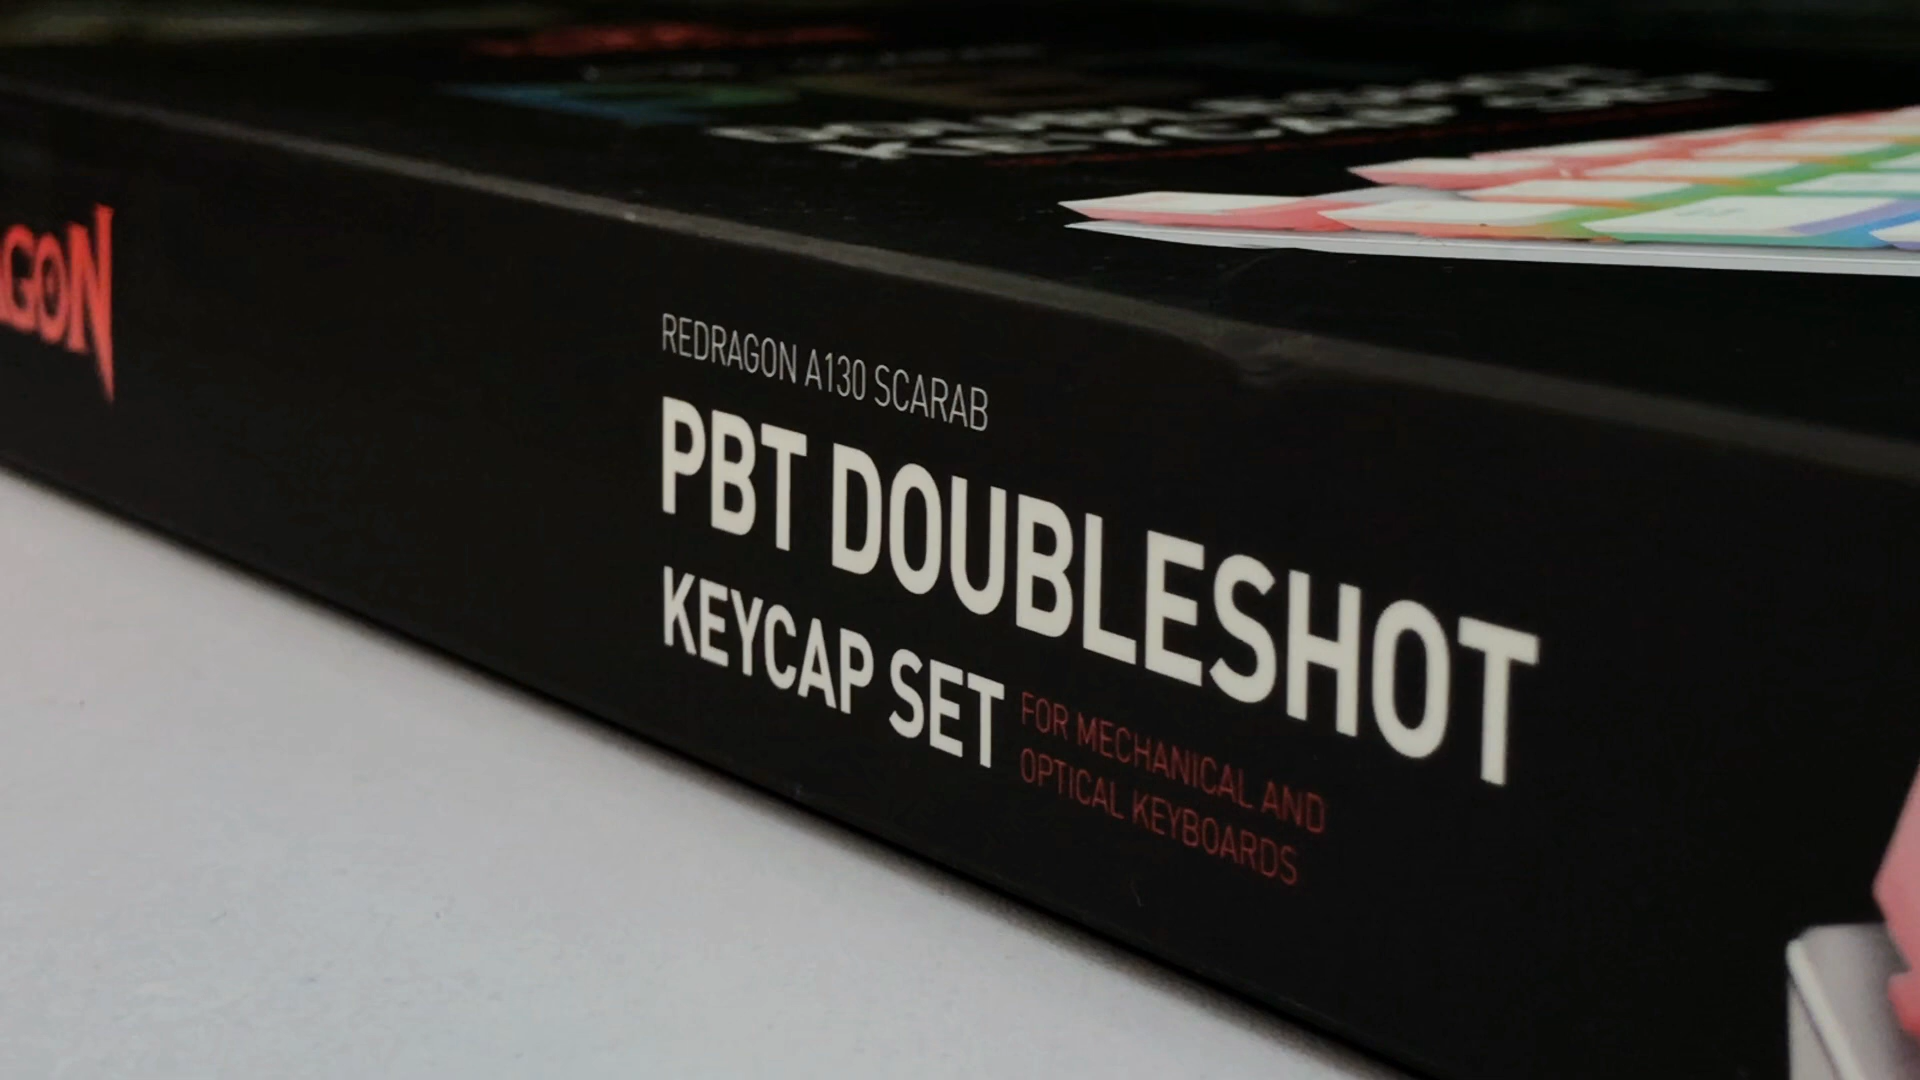 AGON
REDRAGON A130 SCARAB
PBT DOUBLESHOT
KEYCAP SET
FOR MECHANICAL AND
OPTICAL KEYBOARDS